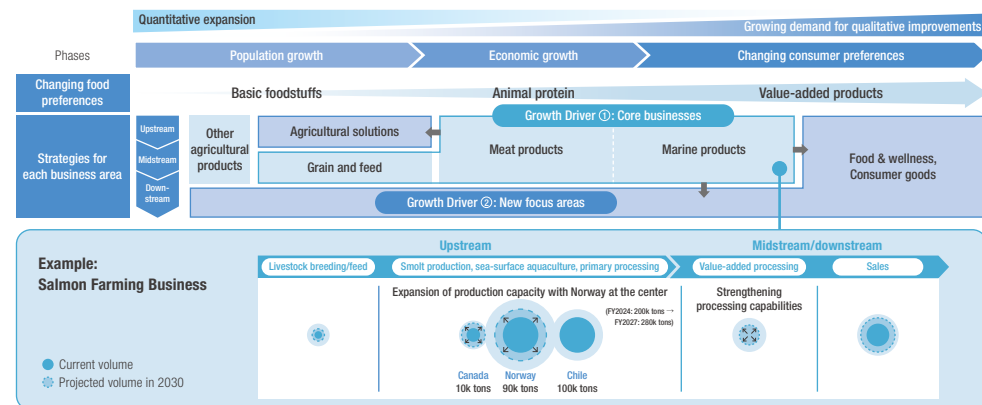 Quantitative expansion
Growing demand for qualitative improvements
Phases
Population growth
Economic growth
Changing consumer preferences
Changing food
preferences
Basic foodstuffs
Animal protein
Value-added products
Strategies for
each business area
Upstream
Midstream
Down-
stream
Other
agricultural
products
Agricultural solutions
Grain and feed
Growth Driver ①: Core businesses
Meat products
Marine products
Food & wellness,
Consumer goods
Growth Driver ②: New focus areas
Example:
Salmon Farming Business
Upstream
Midstream/downstream
Livestock breeding/feed
Smolt production, sea-surface aquaculture, primary processing
Value-added processing
Sales
Expansion of production capacity with Norway at the center
(FY2024: 200k tons →
FY2027: 280k tons)
Strengthening
processing capabilities
Canada
10k tons
Norway
90k tons
Chile
100k tons
Current volume
Projected volume in 2030